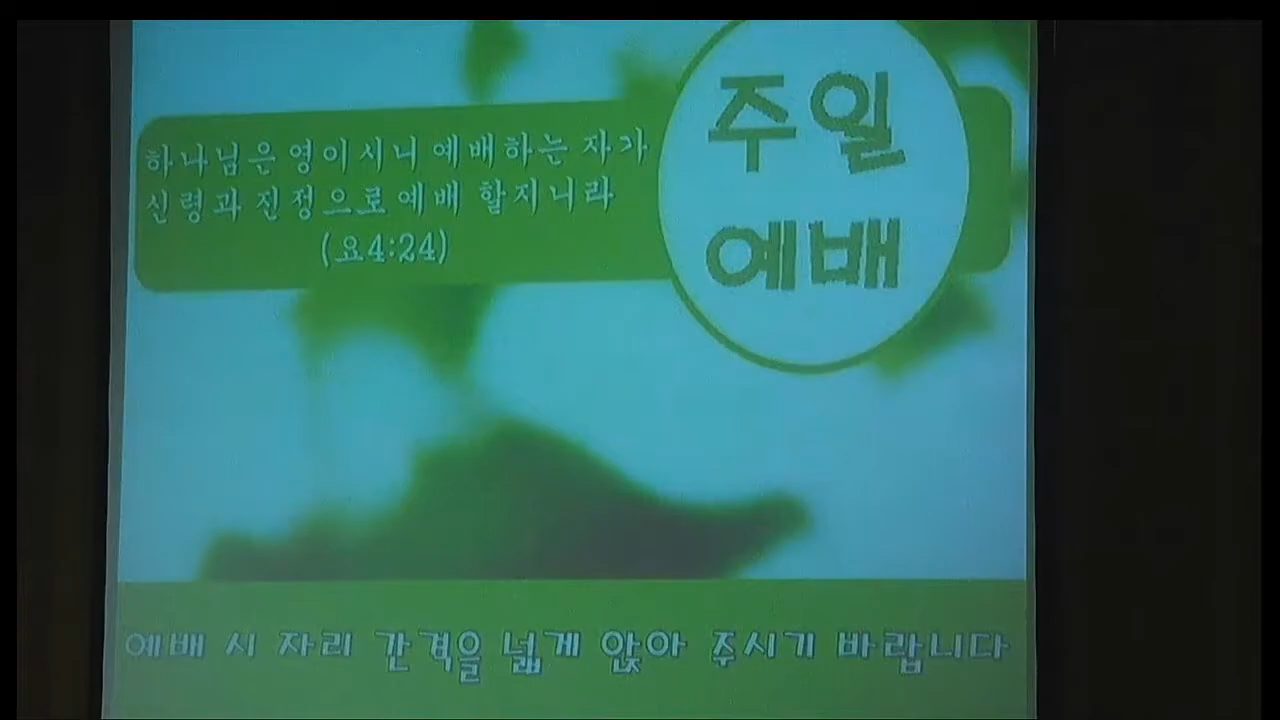 하나님은 영이시니 예배하는 자가
신령과 진정으로 예배 할지니라
(요4:24)
주일
예배
예배 시 자리 간격을 넓게 앉아 주시기 바랍니다